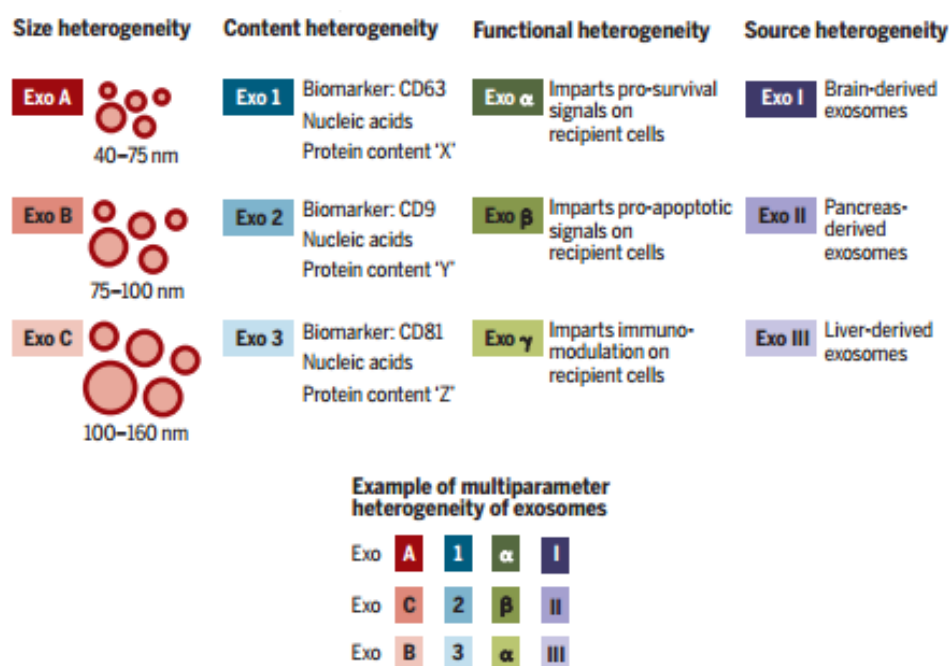 Size heterogeneity
Exo A
40–75 nm
Exo B
75–100 nm
Exo C
100–160 nm
Content heterogeneity
Exo 1
Biomarker: CD63
Nucleic acids
Protein content 'X'
Exo 2
Biomarker: CD9
Nucleic acids
Protein content 'Y'
Exo 3
Biomarker: CD81
Nucleic acids
Protein content 'Z'
Functional heterogeneity
Exo α
Imparts pro-survival
signals on
recipient cells
Exo β
Imparts pro-apoptotic
signals on
recipient cells
Exo γ
Imparts immuno-
modulation on
recipient cells
Source heterogeneity
Exo I
Brain-derived
exosomes
Exo II
Pancreas-
derived
exosomes
Exo III
Liver-derived
exosomes
Example of multiparameter
heterogeneity of exosomes
Exo A 1 α I
Exo C 2 β II
Exo B 3 α III